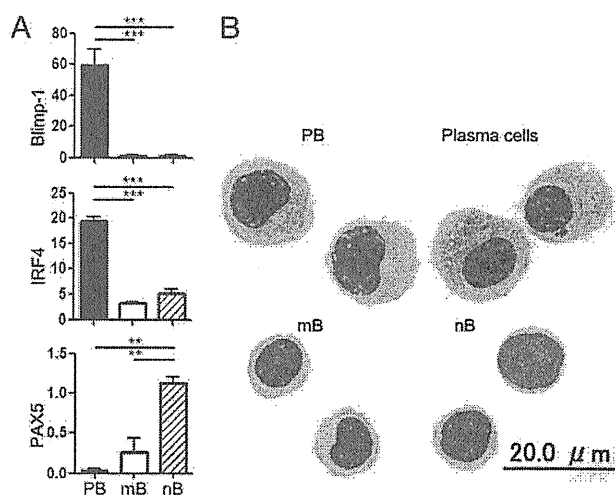 A
B
***
***
Blimp-1
80
60
40
20
0
***
***
IRF4
25
20
15
10
5
0
**
**
PAX5
1.5
1.0
0.5
0.0
PB mB nB
PB
Plasma cells
mB
nB
20.0 μm